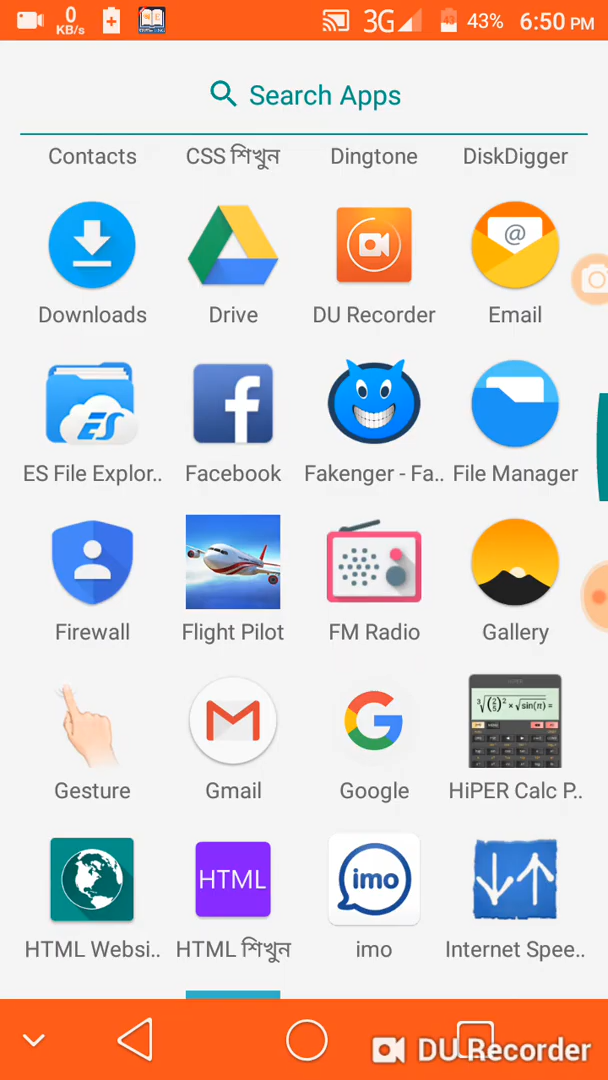 0
KB/s
3G
43
43%
6:50 PM
Search Apps
Contacts
CSS শিখুন
Dingtone
DiskDigger
@
Downloads
Drive
DU Recorder
Email
ES
f
ES File Explor..
Facebook
Fakenger - Fa..
File Manager
Firewall
Flight Pilot
FM Radio
Gallery
Gesture
Gmail
Google
HiPER Calc P..
HTML
imo
HTML Websi..
HTML শিখুন
imo
Internet Spee..
DU Recorder